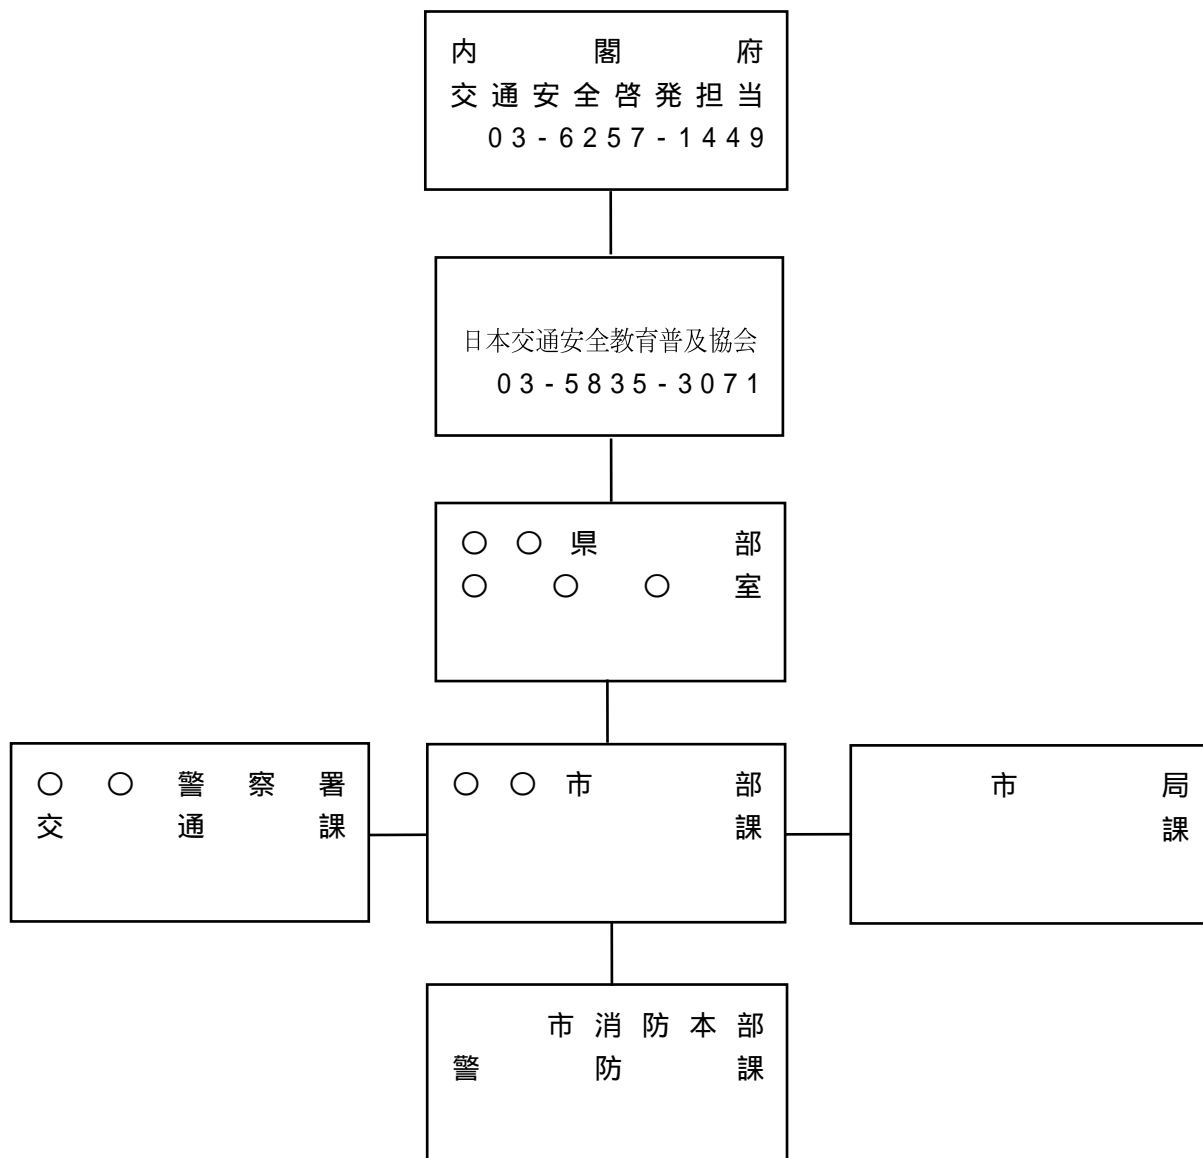 内閣府
交通安全啓発担当
03-6257-1449
日本交通安全教育普及協会
03-5835-3071
○○県　　部
○○○室
○○警察署
交通課
○○市　　部
課
市　　局
課
市消防本部
警防課